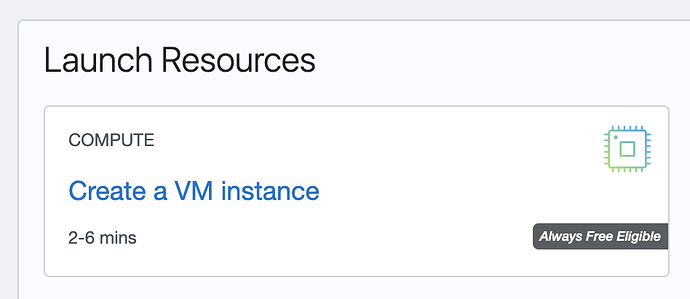 Launch Resources
COMPUTE
Create a VM instance
2-6 mins
Always Free Eligible